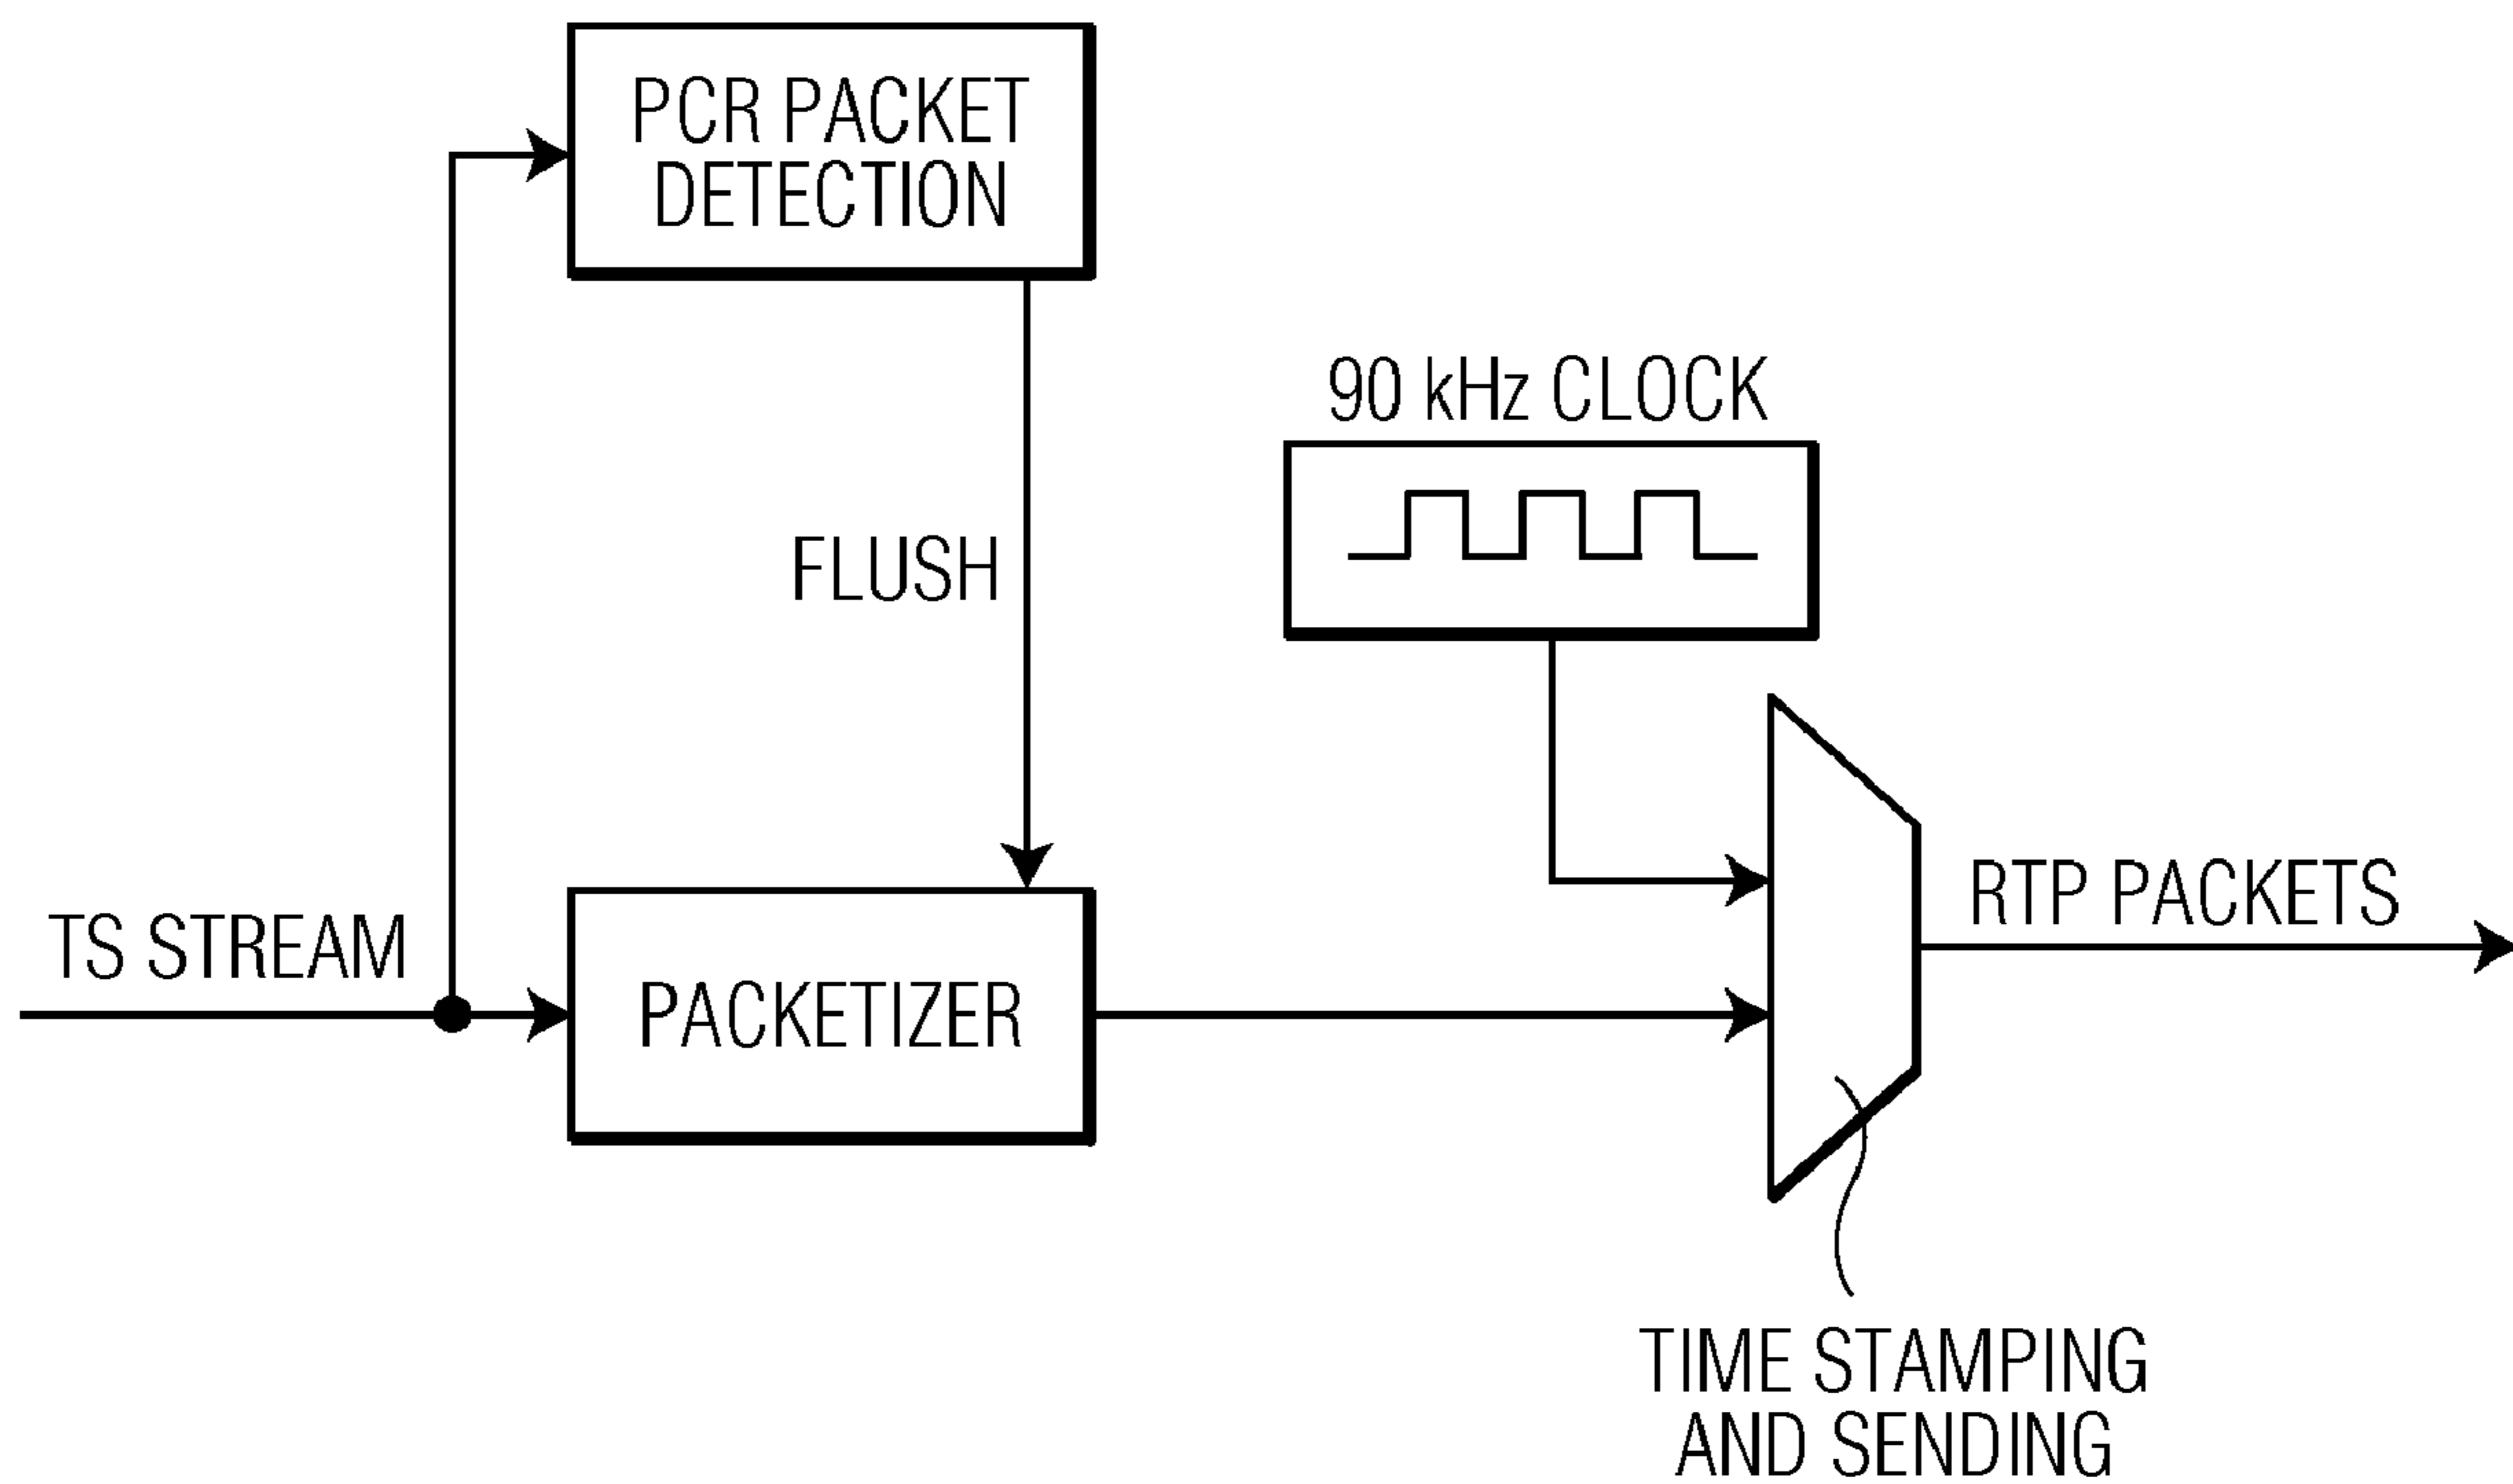 PCR PACKET
DETECTION
90 kHz CLOCK
FLUSH
TS STREAM
PACKETIZER
RTP PACKETS
TIME STAMPING
AND SENDING